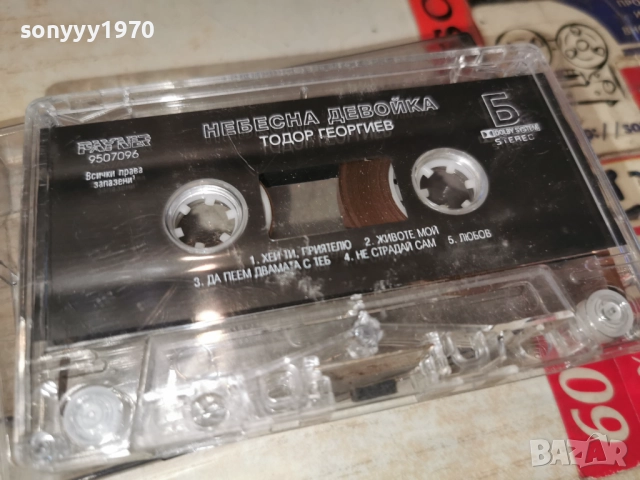 sonyyy1970
НЕБЕСНА ДЕВОЙКА
ТОДОР ГЕОРГИЕВ
PAYNER
9507096
Всички права
запазени
Б
DOLBY SYSTEM
STEREO
1. ХЕЙ ТИ, ПРИЯТЕЛЮ 2. ЖИВОТЕ МОЙ
3. ДА ПЕЕМ ДВАМАТА С ТЕБ 4. НЕ СТРАДАЙ САМ 5. ЛЮБОВ
60
BAZAR